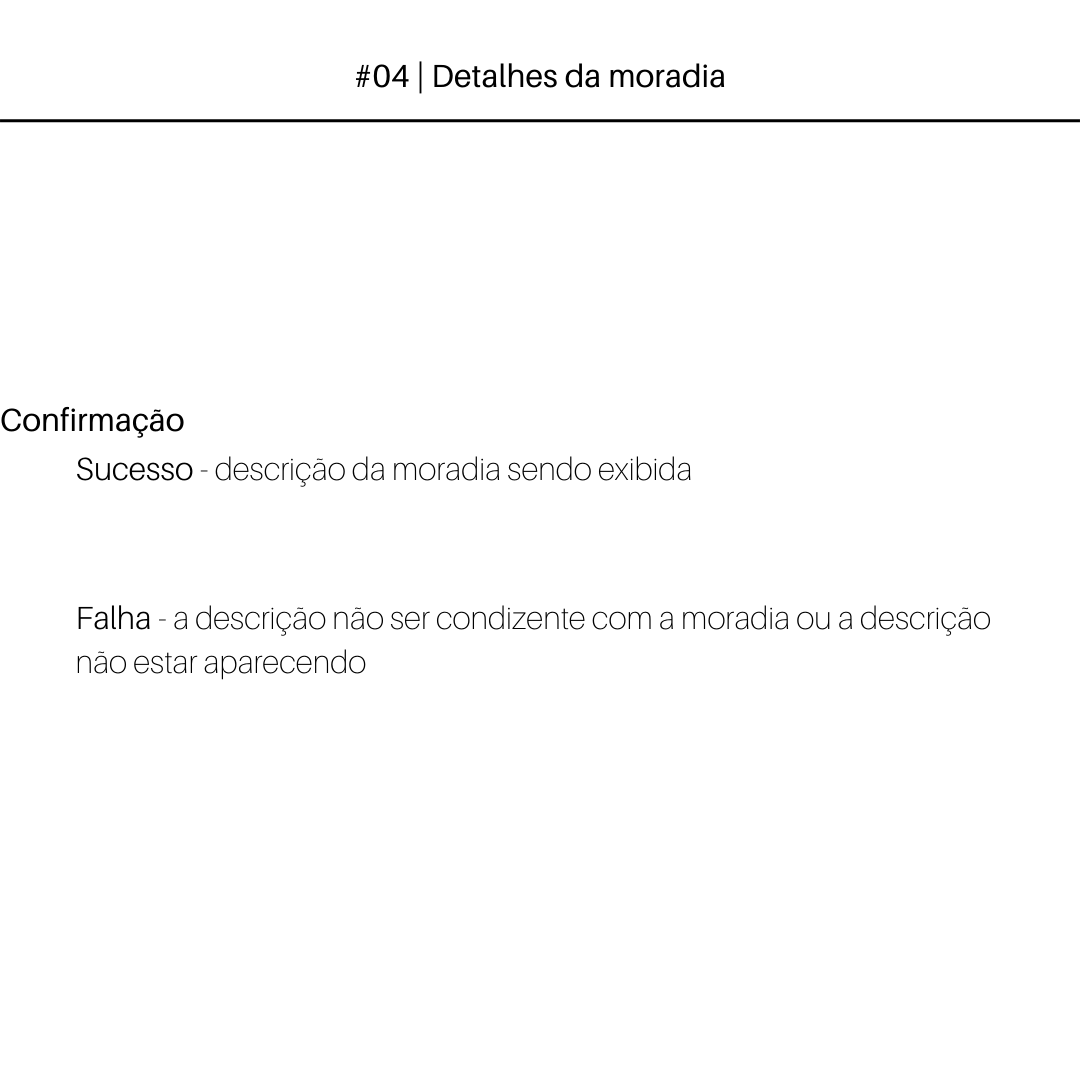 #04 | Detalhes da moradia
Confirmação
Sucesso - descrição da moradia sendo exibida
Falha - a descrição não ser condizente com a moradia ou a descrição
não estar aparecendo